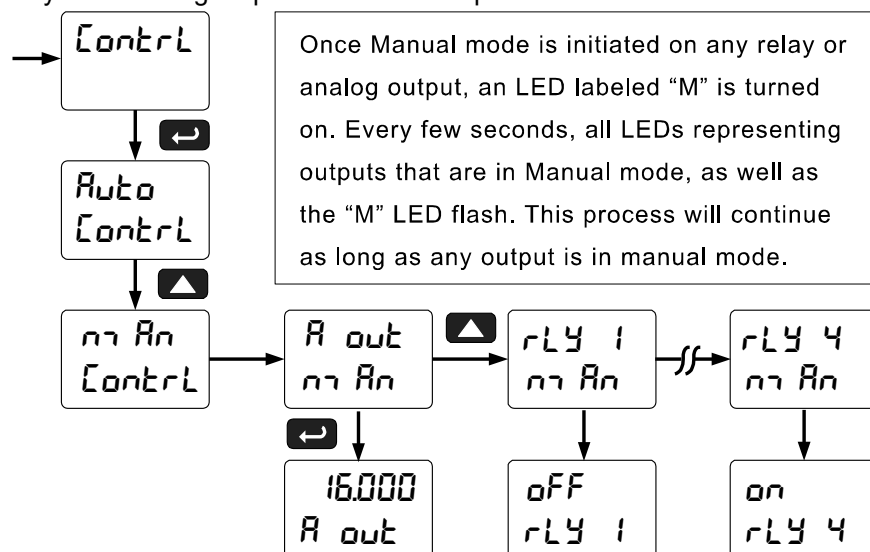 ContrL
Once Manual mode is initiated on any relay or
analog output, an LED labeled “M” is turned
on. Every few seconds, all LEDs representing
outputs that are in Manual mode, as well as
the “M” LED flash. This process will continue
as long as any output is in manual mode.
Auto
ContrL
mAn
ContrL
A out
mAn
rLY 1
mAn
rLY 4
mAn
16.000
A out
oFF
rLY 1
on
rLY 4